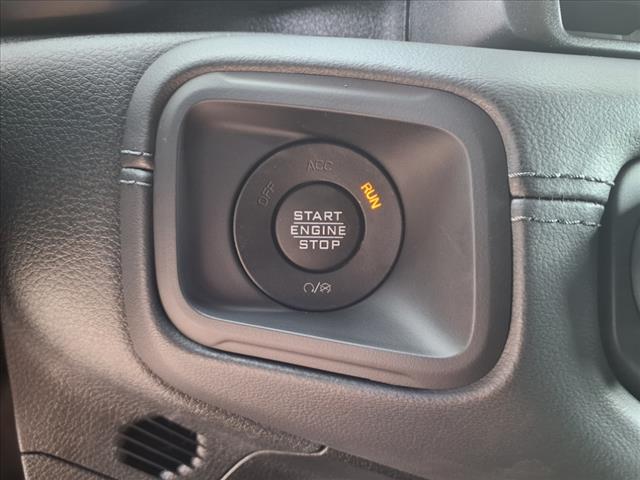 OFF
ACC
RUN
START
ENGINE
STOP